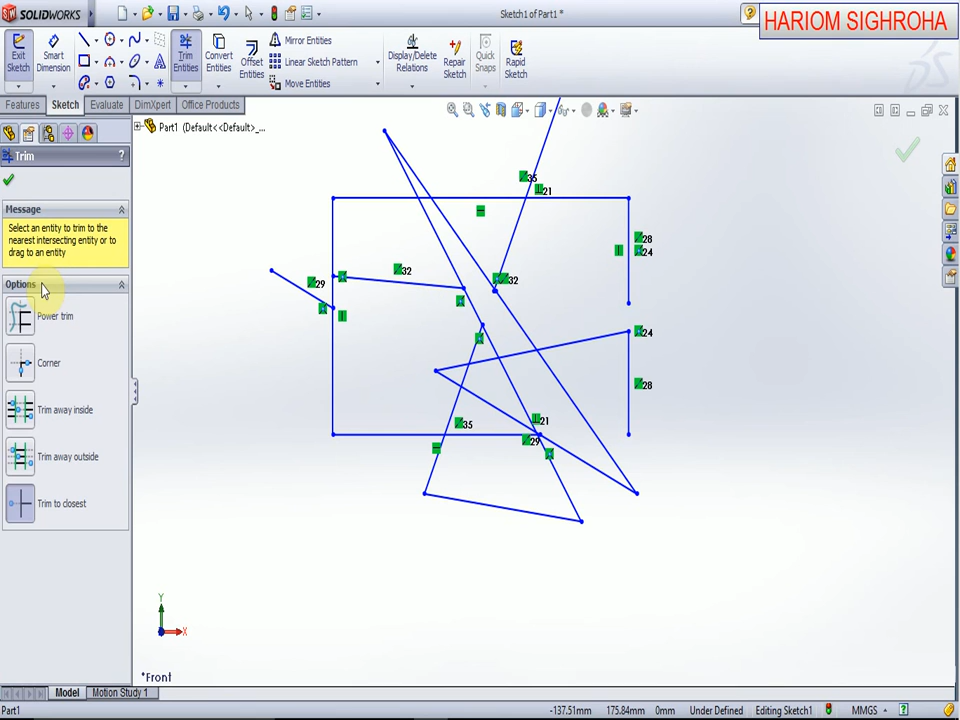 SOLIDWORKS
Sketch1 of Part1 *
HARIOM SIGHROHA
Exit Sketch
Smart Dimension
Trim Entities
Convert Entities
Offset Entities
Mirror Entities
Linear Sketch Pattern
Move Entities
Display/Delete Relations
Repair Sketch
Quick Snaps
Rapid Sketch
Features
Sketch
Evaluate
DimXpert
Office Products
Part1 (Default<<Default>_...
Trim
?
Message
Select an entity to trim to the
nearest intersecting entity or to
drag to an entity
Options
Power trim
Corner
Trim away inside
Trim away outside
Trim to closest
35
21
28
24
32
29
32
24
28
35
21
29
Y
X
*Front
Model
Motion Study 1
Part1
-137.51mm
175.84mm
0mm
Under Defined
Editing Sketch1
MMGS
?